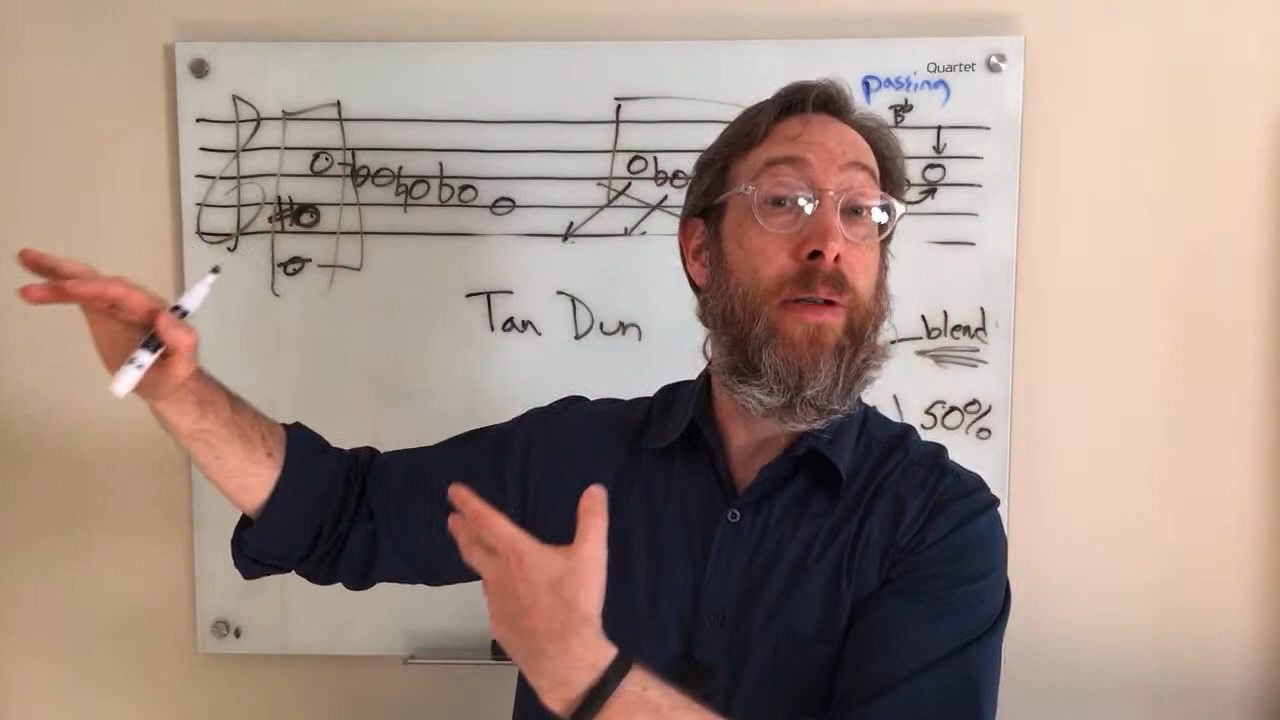 Quartet
passing
B♭
Tan Dun
blend
50%